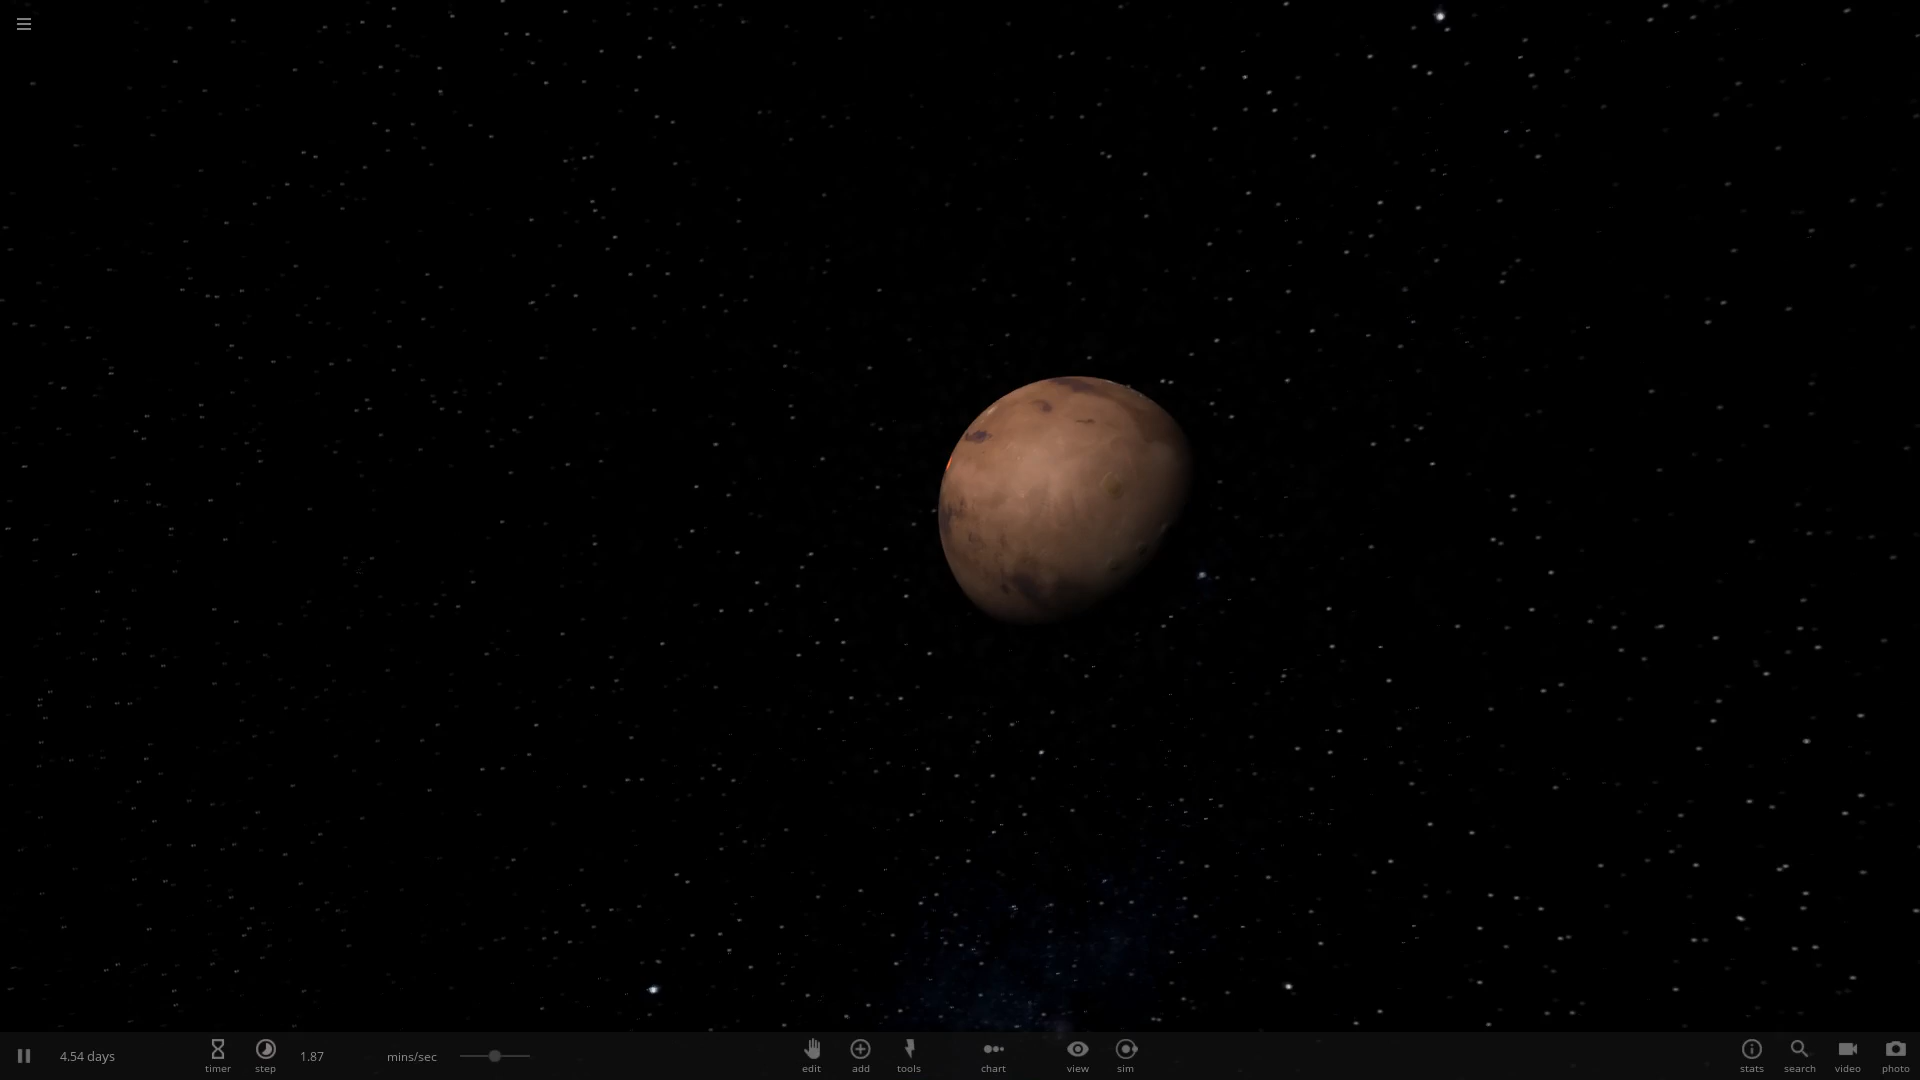 4.54 days
timer
step
1.87
mins/sec
edit
add
tools
chart
view
sim
stats
search
video
photo